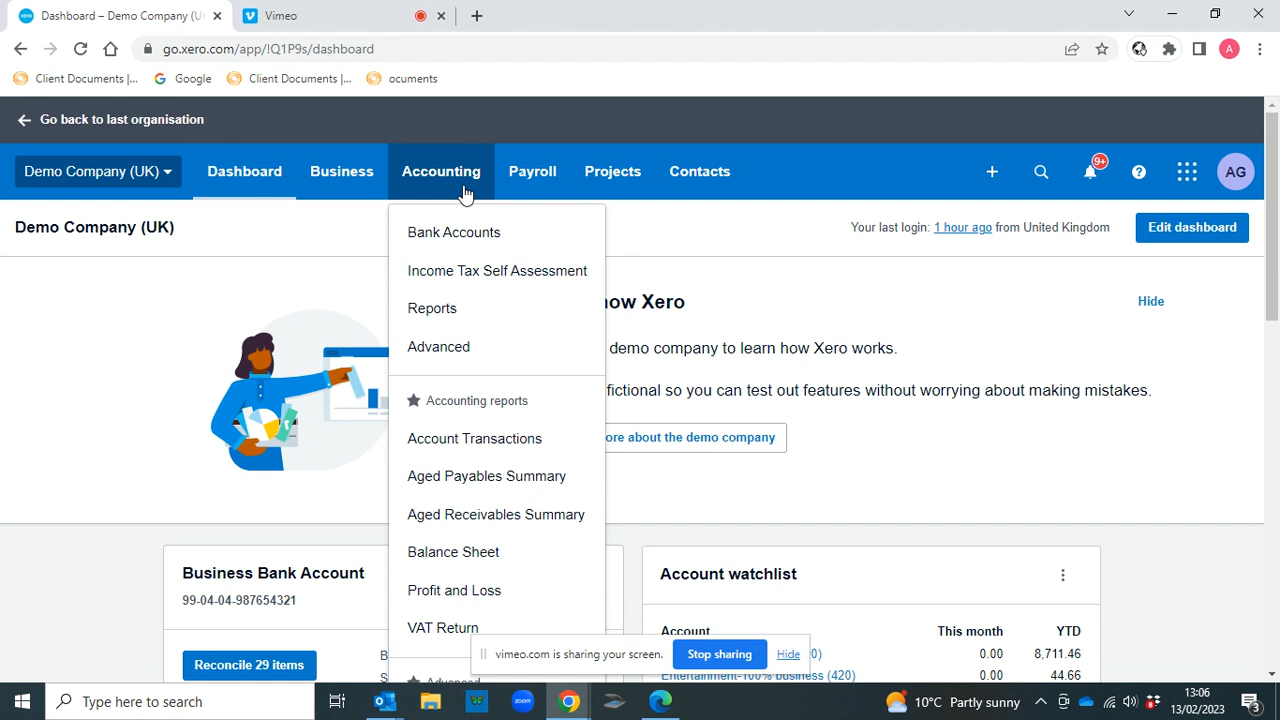 Dashboard – Demo Company (U
Vimeo
go.xero.com/app/!Q1P9s/dashboard
Client Documents |...
Google
Client Documents |...
ocuments
A
Go back to last organisation
Demo Company (UK)
Dashboard
Business
Accounting
Payroll
Projects
Contacts
9+
AG
Demo Company (UK)
Your last login: 1 hour ago from United Kingdom
Edit dashboard
Bank Accounts
Income Tax Self Assessment
Reports
Advanced
ow Xero
Hide
demo company to learn how Xero works.
fictional so you can test out features without worrying about making mistakes.
ore about the demo company
Accounting reports
Account Transactions
Aged Payables Summary
Aged Receivables Summary
Balance Sheet
Profit and Loss
VAT Return
Business Bank Account
99-04-04-987654321
Reconcile 29 items
Account watchlist
Account
This month
YTD
0)
0.00
8,711.46
Entertainment-100% business (420)
0.00
44.66
vimeo.com is sharing your screen.
Stop sharing
Hide
Advanced
Type here to search
zoom
10°C Partly sunny
13:06
13/02/2023
3